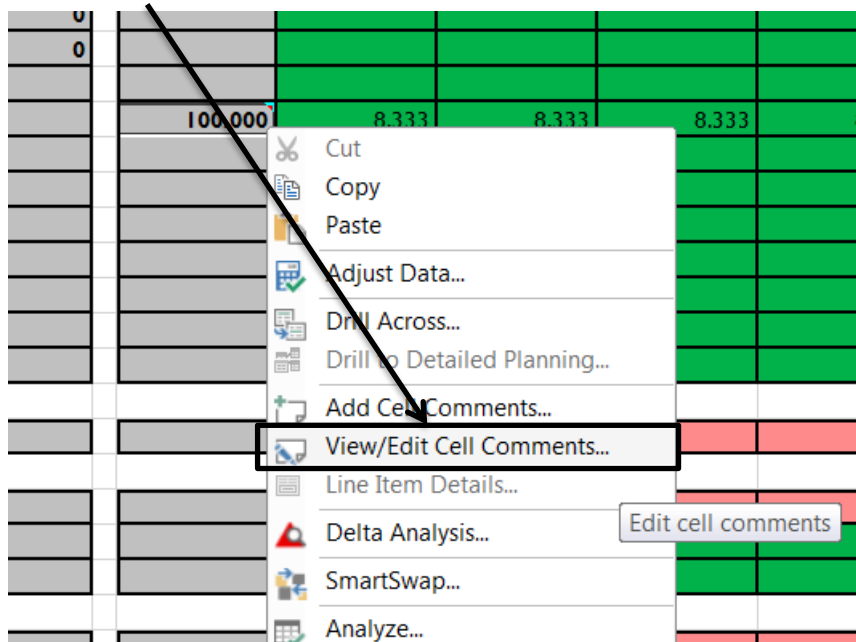 0
0
100.000 8.333 8.333 8.333
Cut
Copy
Paste
Adjust Data...
Drill Across...
Drill to Detailed Planning...
Add Cell Comments...
View/Edit Cell Comments...
Line Item Details...
Edit cell comments
Delta Analysis...
SmartSwap...
Analyze...